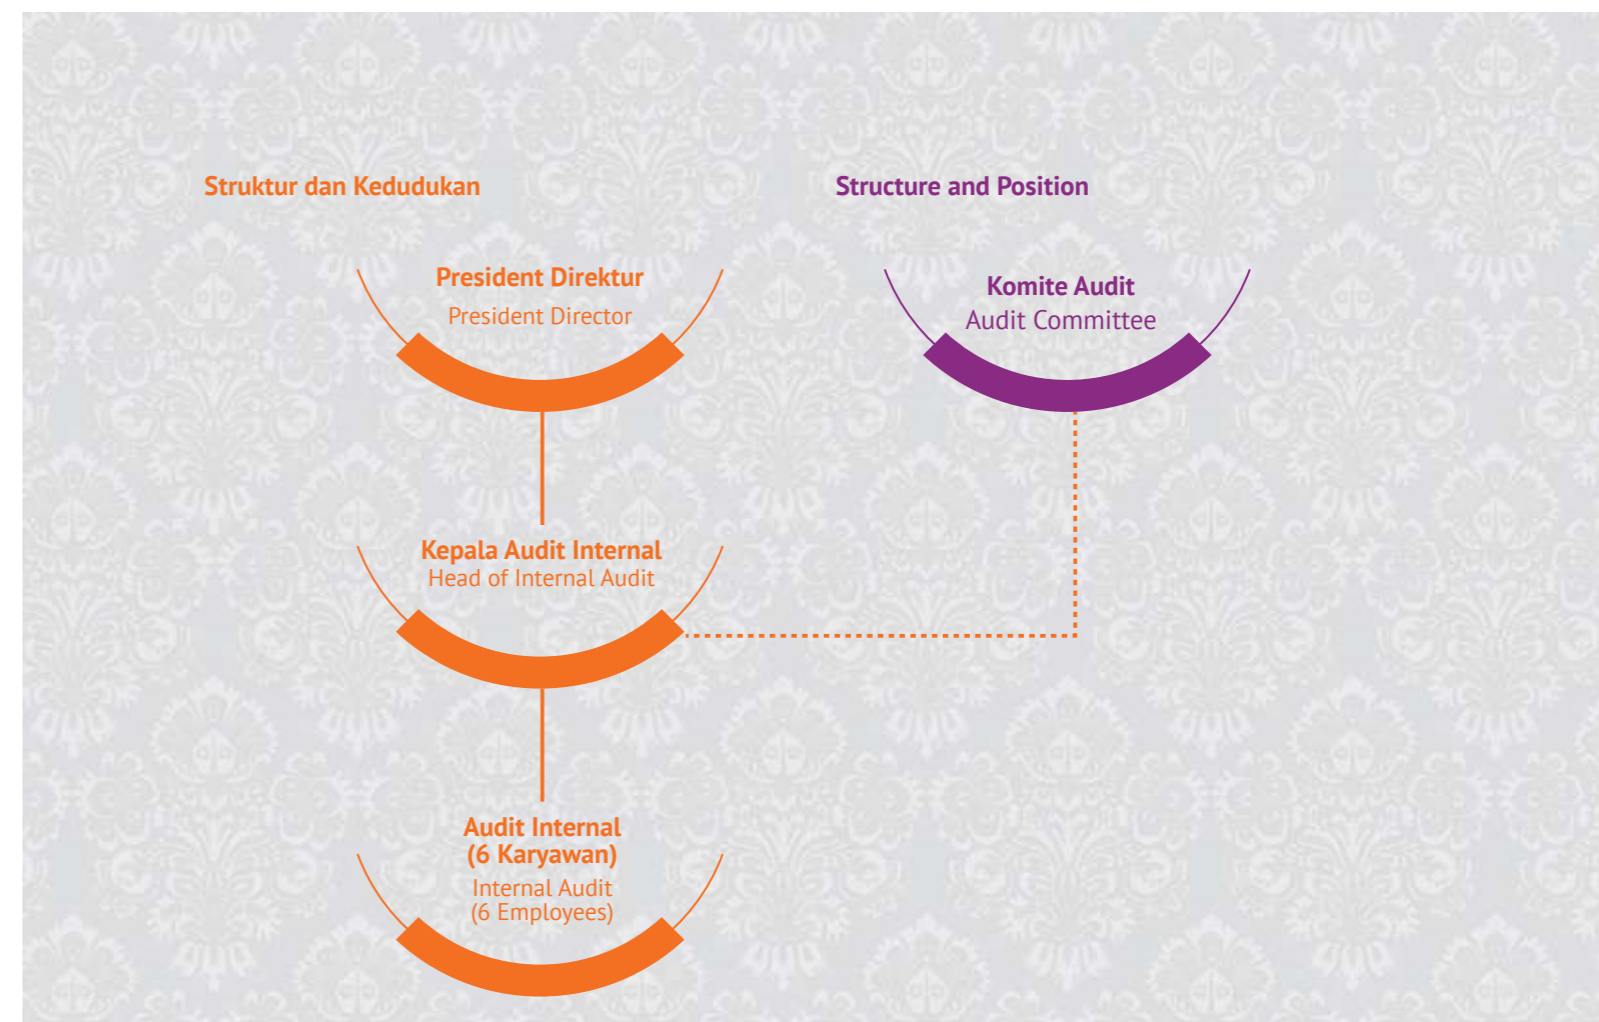 Struktur dan Kedudukan
Structure and Position
President Direktur
President Director
Komite Audit
Audit Committee
Kepala Audit Internal
Head of Internal Audit
Audit Internal
(6 Karyawan)
Internal Audit
(6 Employees)